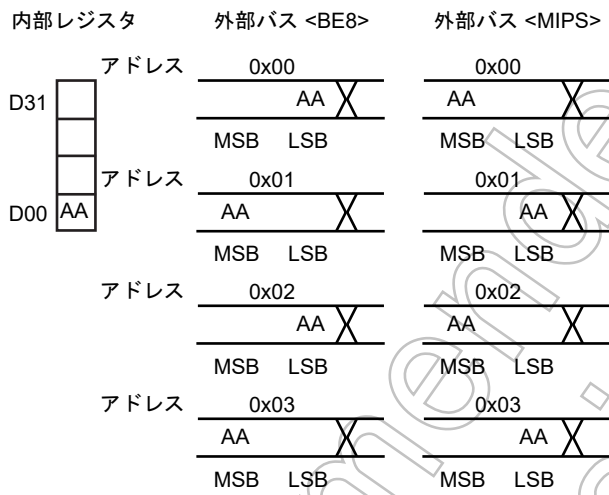 内部レジスタ 外部バス <BE8> 外部バス <MIPS>
アドレス 0x00 0x00
D31 AA AA
MSB LSB MSB LSB
アドレス 0x01 0x01
D00 AA AA AA
MSB LSB MSB LSB
アドレス 0x02 0x02
AA AA
MSB LSB MSB LSB
アドレス 0x03 0x03
AA AA
MSB LSB MSB LSB